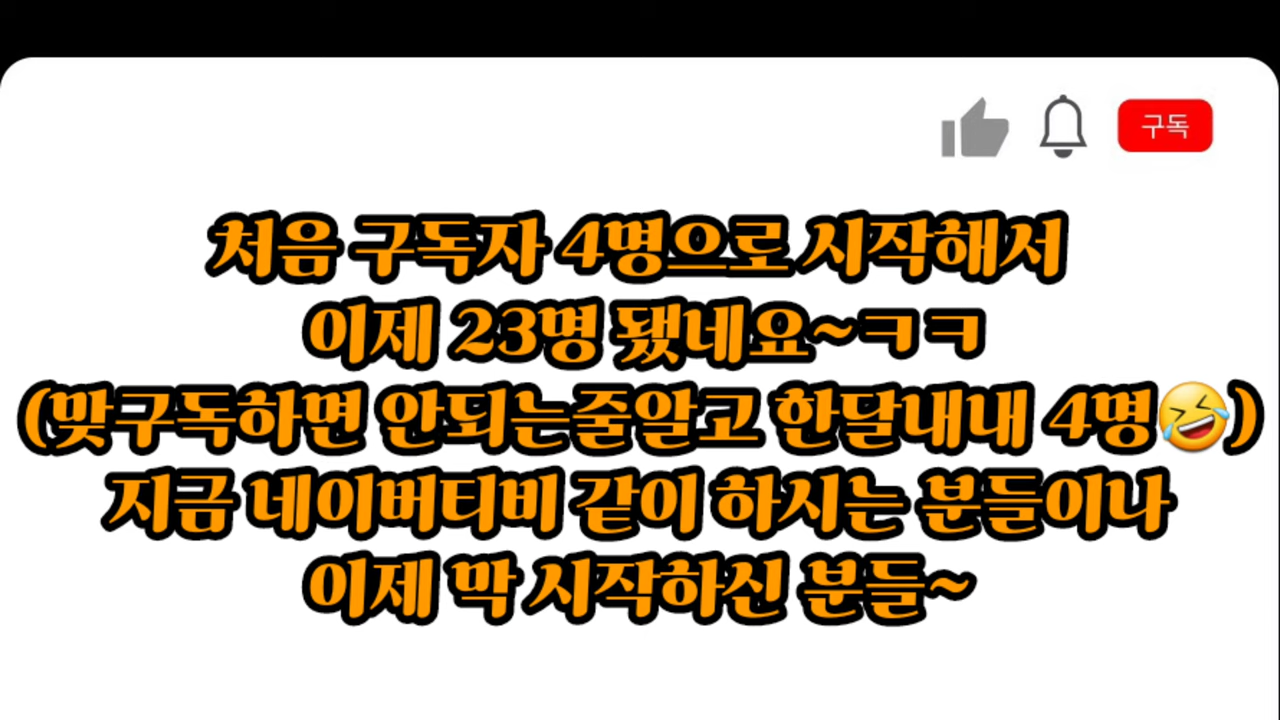 구독
처음 구독자 4명으로 시작해서
이제 23명 됐네요~ㅋㅋ
(맞구독하면 안되는줄알고 한달내내 4명🤣)
지금 네이버티비 같이 하시는 분들이나
이제 막 시작하신 분들~